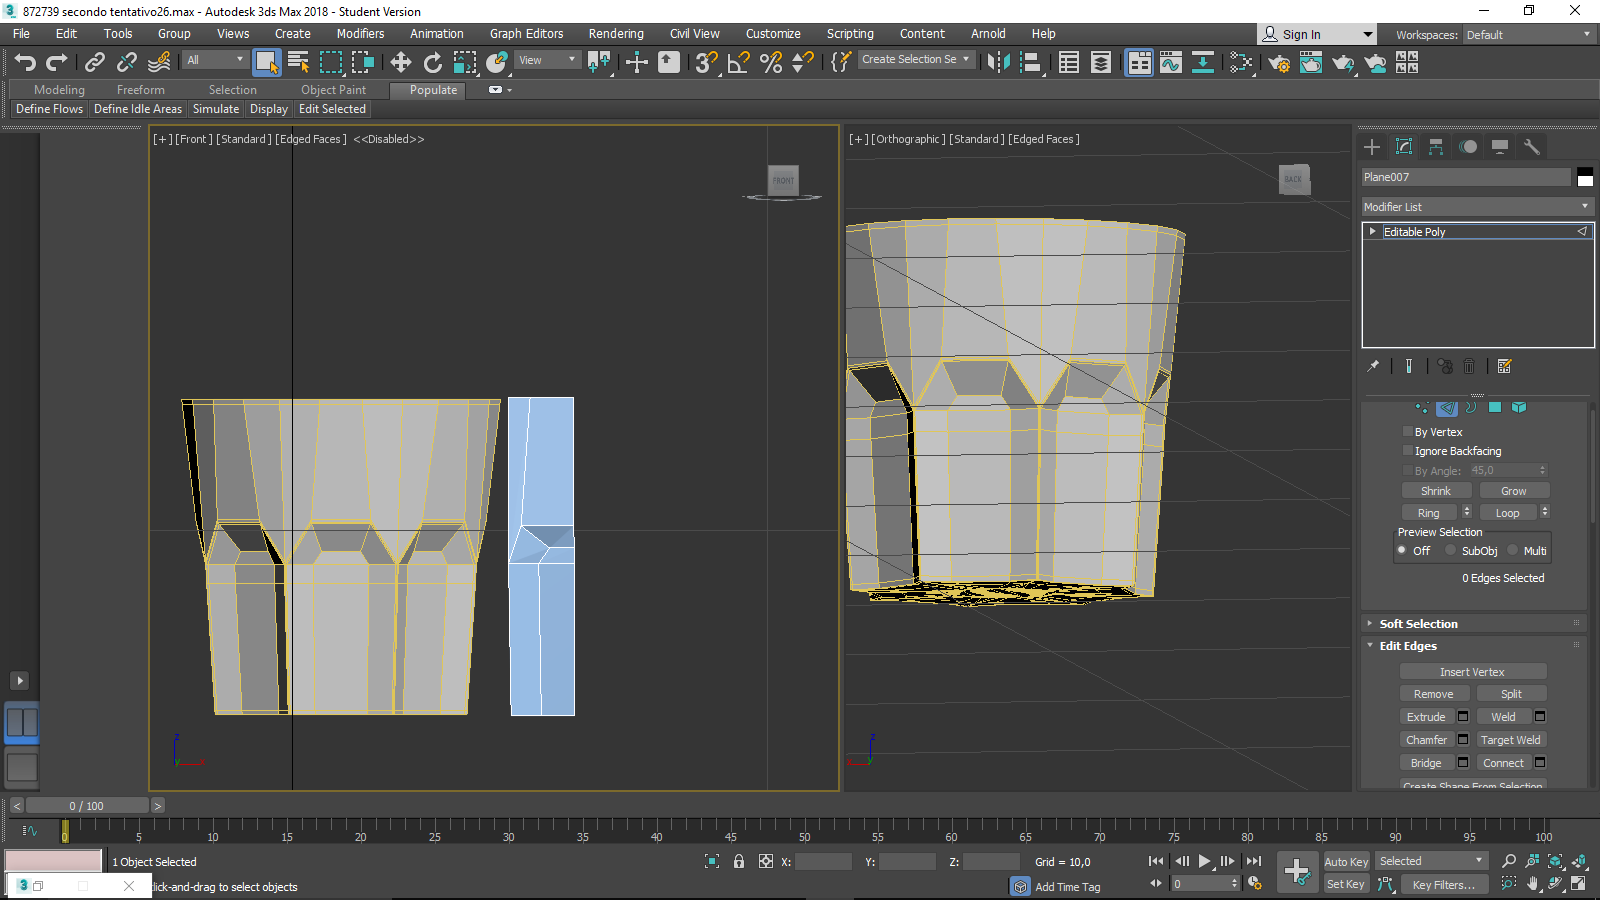 872739 secondo tentativo26.max - Autodesk 3ds Max 2018 - Student Version
File Edit Tools Group Views Create Modifiers Animation Graph Editors Rendering Civil View Customize Scripting Content Arnold Help Sign In Workspaces: Default
All View Create Selection Se
Modeling Freeform Selection Object Paint Populate
Define Flows Define Idle Areas Simulate Display Edit Selected
[+] [Front] [Standard] [Edged Faces] <<Disabled>>
[+] [Orthographic] [Standard] [Edged Faces]
FRONT
BACK
Plane007
Modifier List
Editable Poly
By Vertex
Ignore Backfacing
By Angle: 45,0
Shrink Grow
Ring Loop
Preview Selection
Off SubObj Multi
0 Edges Selected
Soft Selection
Edit Edges
Insert Vertex
Remove Split
Extrude Weld
Chamfer Target Weld
Bridge Connect
Create Shape From Selection
z
x
z
< 0 / 100 >
0 5 10 15 20 25 30 35 40 45 50 55 60 65 70 75 80 85 90 95 100
1 Object Selected X: Y: Z: Grid = 10,0 Auto Key Selected
click-and-drag to select objects Add Time Tag 0 Set Key Key Filters...